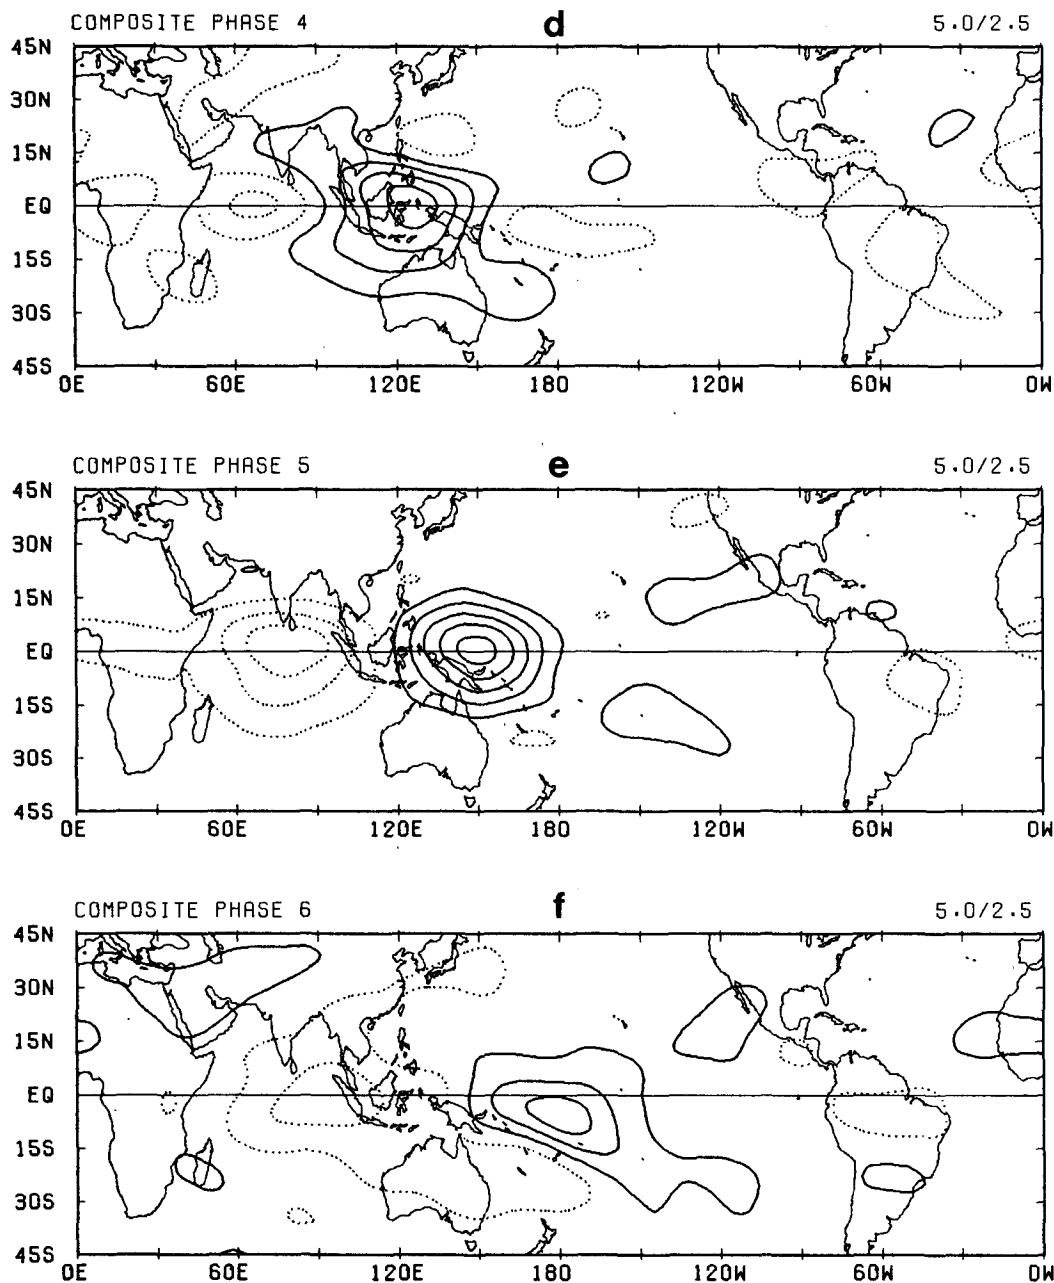 COMPOSITE PHASE 4 d 5.0/2.5
45N
30N
15N
EQ
15S
30S
45S
0E 60E 120E 180 120W 60W 0W
COMPOSITE PHASE 5 e 5.0/2.5
45N
30N
15N
EQ
15S
30S
45S
0E 60E 120E 180 120W 60W 0W
COMPOSITE PHASE 6 f 5.0/2.5
45N
30N
15N
EQ
15S
30S
45S
0E 60E 120E 180 120W 60W 0W